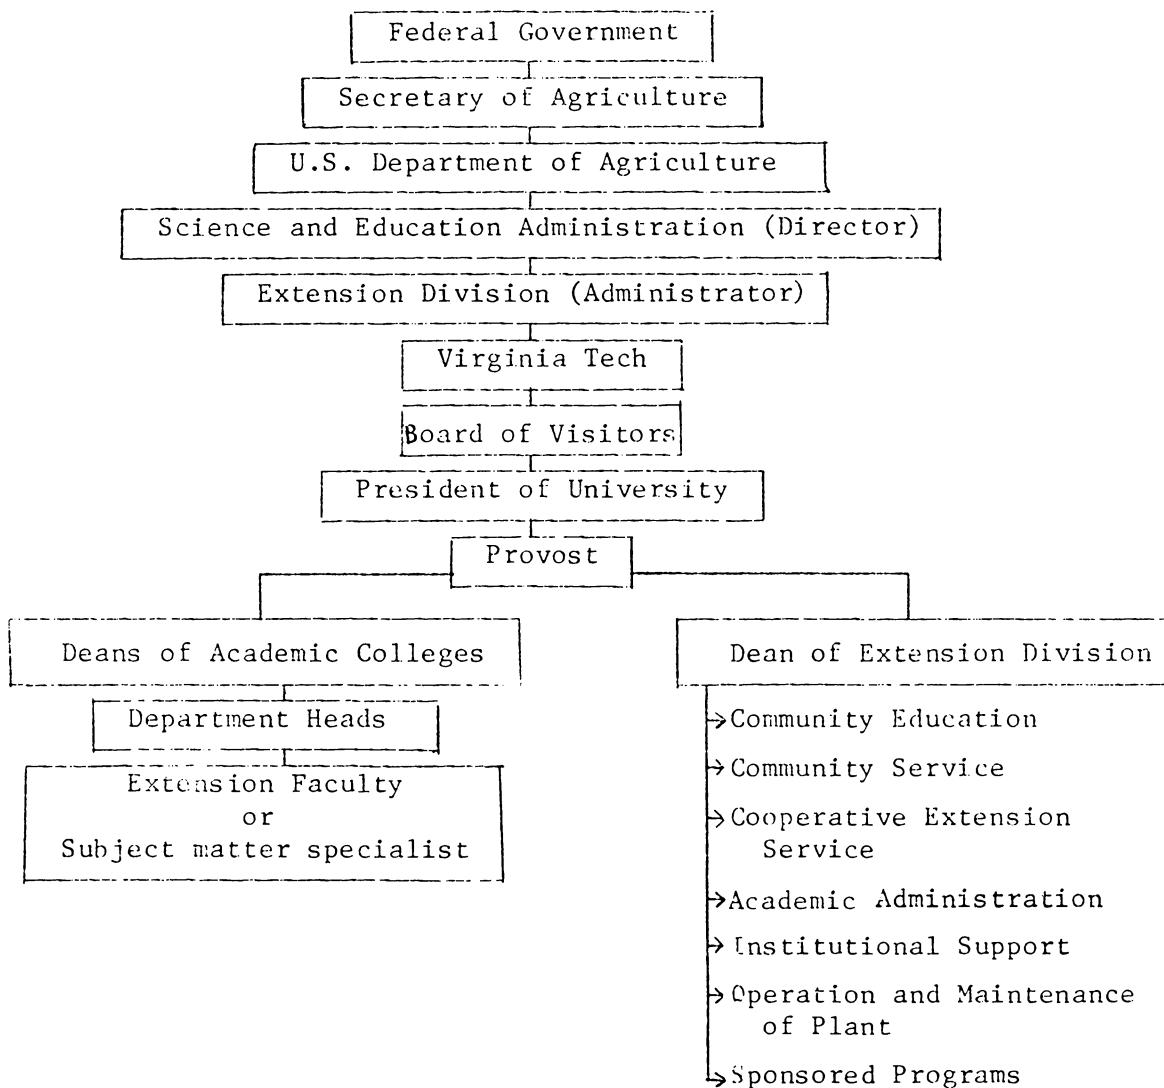 Federal Government
Secretary of Agriculture
U.S. Department of Agriculture
Science and Education Administration (Director)
Extension Division (Administrator)
Virginia Tech
Board of Visitors
President of University
Provost
Deans of Academic Colleges
Department Heads
Extension Faculty
or
Subject matter specialist
Dean of Extension Division
Community Education
Community Service
Cooperative Extension
Service
Academic Administration
Institutional Support
Operation and Maintenance
of Plant
Sponsored Programs